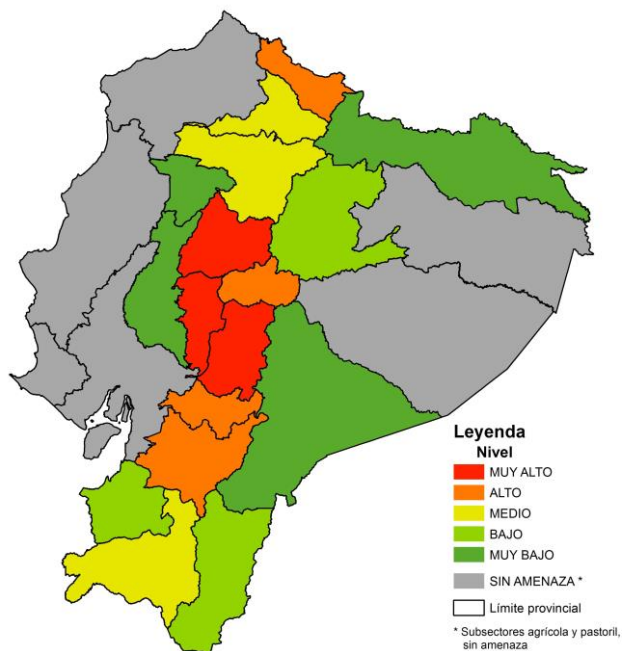 Leyenda
Nivel
MUY ALTO
ALTO
MEDIO
BAJO
MUY BAJO
SIN AMENAZA *
Límite provincial
* Subsectores agrícola y pastoril,
sin amenaza